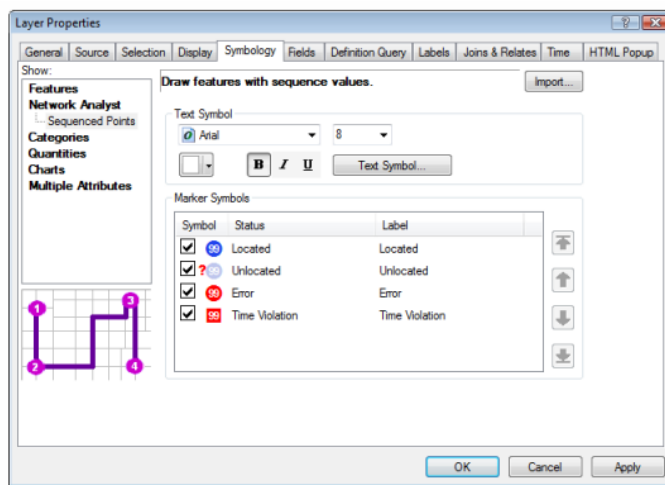 Layer Properties
General Source Selection Display Symbology Fields Definition Query Labels Joins & Relates Time HTML Popup
Show:
Features
Network Analyst
Sequenced Points
Categories
Quantities
Charts
Multiple Attributes
Draw features with sequence values.
Import...
Text Symbol
Arial 8
B I U Text Symbol...
Marker Symbols
Symbol Status Label
99 Located Located
?99 Unlocated Unlocated
99 Error Error
99 Time Violation Time Violation
1 3
2 4
OK Cancel Apply